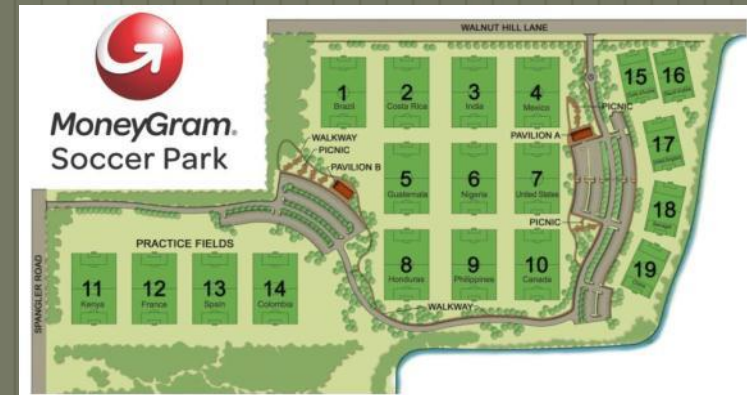 MoneyGram®
Soccer Park
WALNUT HILL LANE
1
Brazil
2
Costa Rica
3
India
4
Mexico
15
16
PICNIC
WALKWAY
PICNIC
PAVILION B
PAVILION A
17
5
Guatemala
6
Nigeria
7
United States
18
PICNIC
PRACTICE FIELDS
8
Honduras
9
Philippines
10
Canada
19
11
Kenya
12
France
13
Spain
14
Colombia
WALKWAY
SPANGLER ROAD